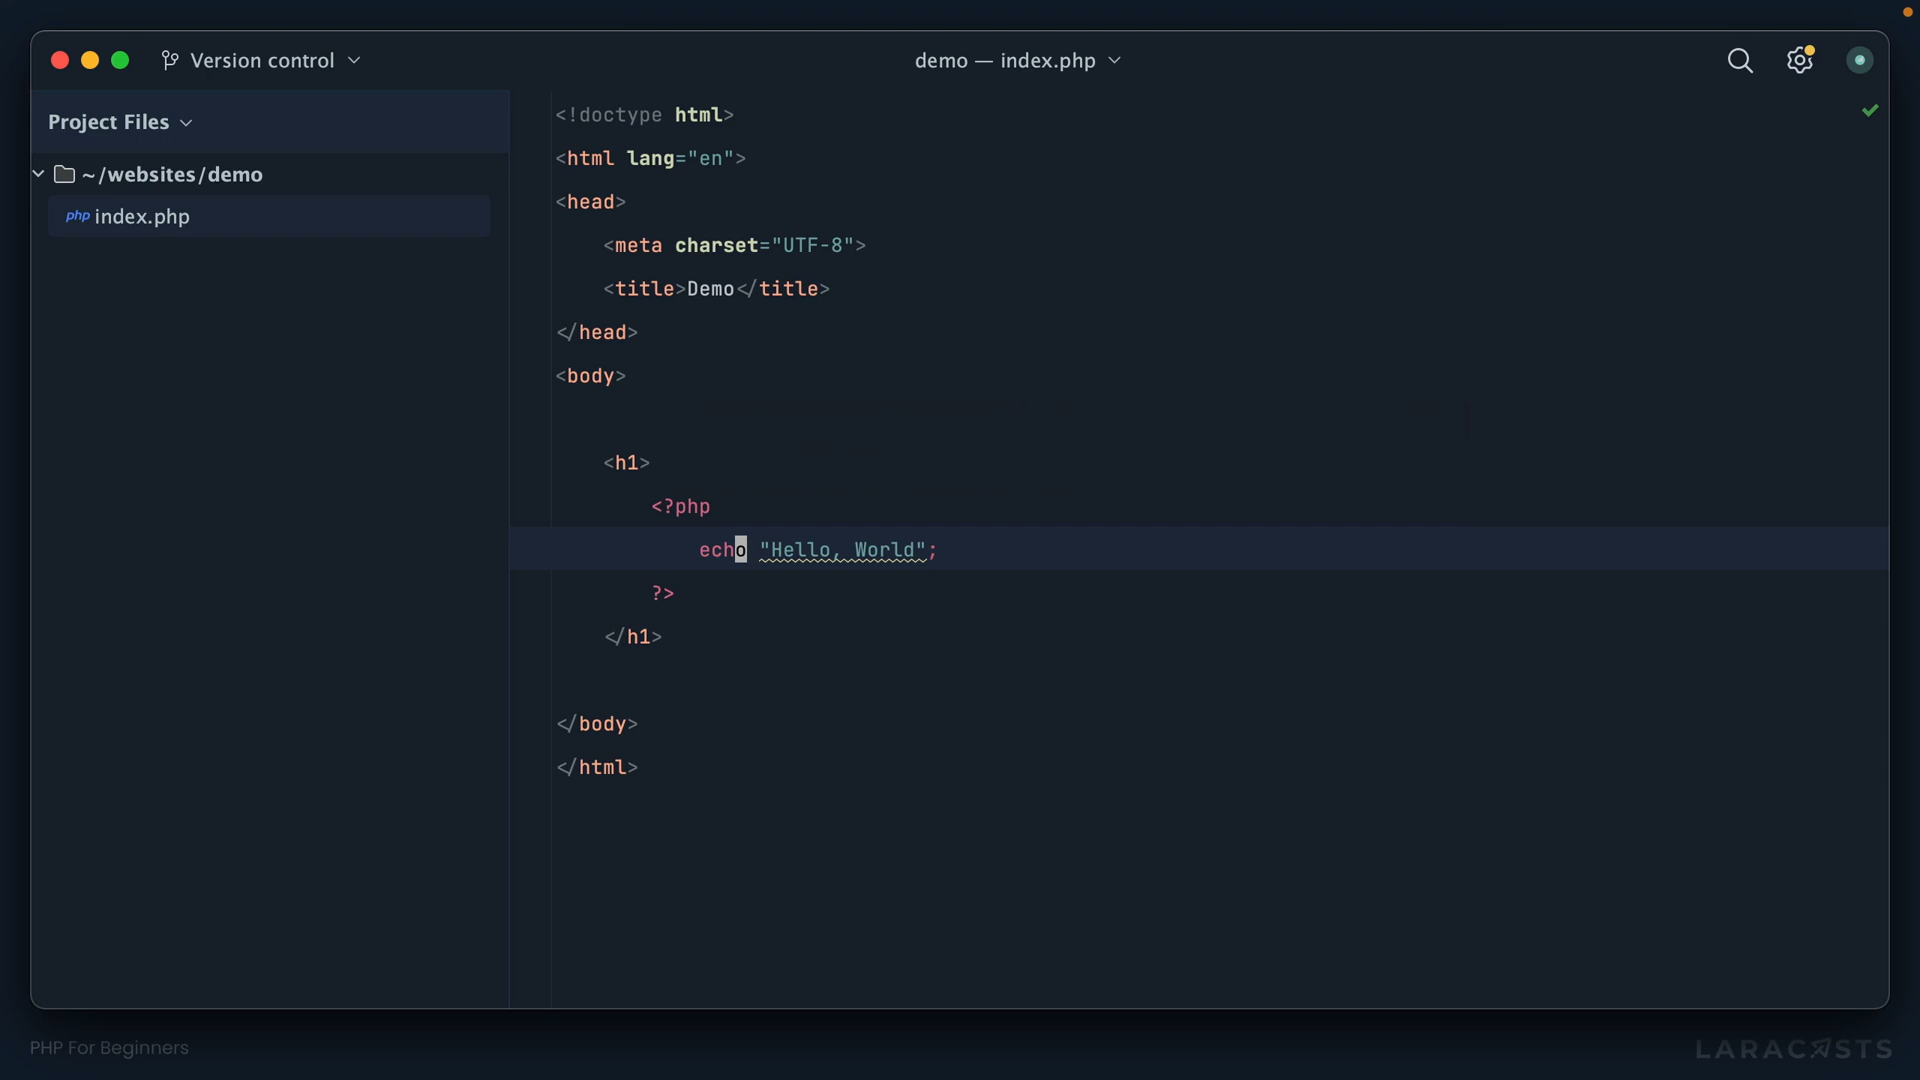 Version control
demo — index.php
Project Files
~/websites/demo
php index.php
<!doctype html>
<html lang="en">
<head>
<meta charset="UTF-8">
<title>Demo</title>
</head>
<body>
<h1>
<?php
echo "Hello, World";
?>
</h1>
</body>
</html>
PHP For Beginners
LARACASTS